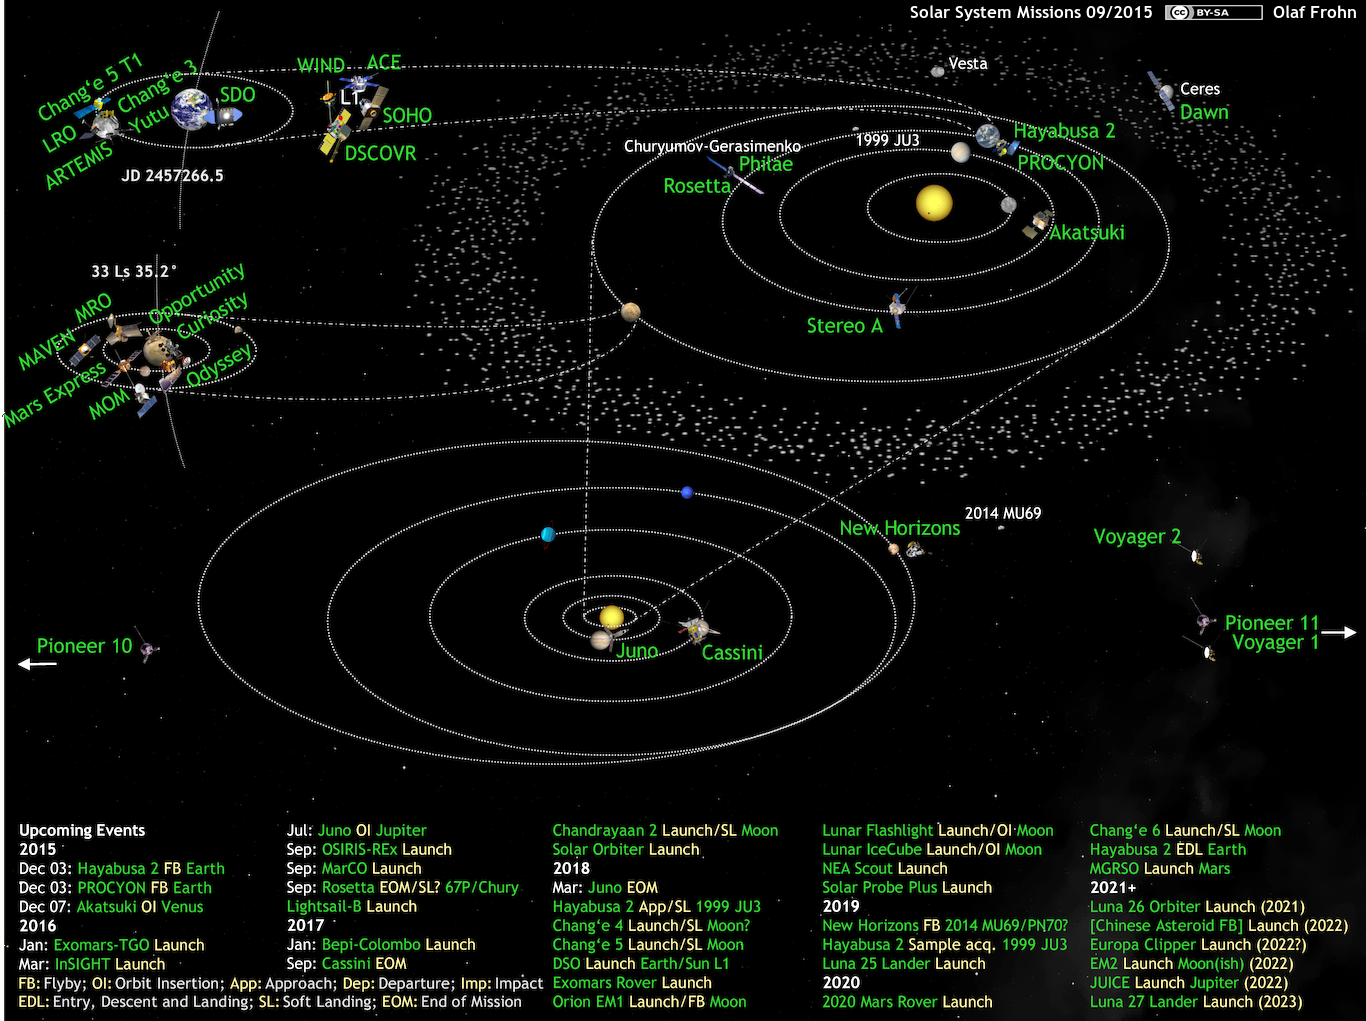 Solar System Missions 09/2015 cc BY-SA Olaf Frohn
Chang‘e 5 T1
Chang‘e 3
Yutu
LRO
ARTEMIS
SDO
JD 2457266.5
WIND
ACE
L1
SOHO
DSCOVR
Vesta
Ceres
Dawn
Churyumov-Gerasimenko
Philae
Rosetta
1999 JU3
Hayabusa 2
PROCYON
Akatsuki
Stereo A
33 Ls 35.2°
MRO
Opportunity
Curiosity
MAVEN
Mars Express
MOM
Odyssey
New Horizons
2014 MU69
Voyager 2
Pioneer 11
Voyager 1
Pioneer 10
Juno
Cassini
Upcoming Events
2015
Dec 03: Hayabusa 2 FB Earth
Dec 03: PROCYON FB Earth
Dec 07: Akatsuki OI Venus
2016
Jan: Exomars-TGO Launch
Mar: InSIGHT Launch
FB: Flyby; OI: Orbit Insertion; App: Approach; Dep: Departure; Imp: Impact
EDL: Entry, Descent and Landing; SL: Soft Landing; EOM: End of Mission
Jul: Juno OI Jupiter
Sep: OSIRIS-REx Launch
Sep: MarCO Launch
Sep: Rosetta EOM/SL? 67P/Chury
Lightsail-B Launch
2017
Jan: Bepi-Colombo Launch
Sep: Cassini EOM
Chandrayaan 2 Launch/SL Moon
Solar Orbiter Launch
2018
Mar: Juno EOM
Hayabusa 2 App/SL 1999 JU3
Chang‘e 4 Launch/SL Moon?
Chang‘e 5 Launch/SL Moon
DSO Launch Earth/Sun L1
Exomars Rover Launch
Orion EM1 Launch/FB Moon
Lunar Flashlight Launch/OI Moon
Lunar IceCube Launch/OI Moon
NEA Scout Launch
Solar Probe Plus Launch
2019
New Horizons FB 2014 MU69/PN70?
Hayabusa 2 Sample acq. 1999 JU3
Luna 25 Lander Launch
2020
2020 Mars Rover Launch
Chang‘e 6 Launch/SL Moon
Hayabusa 2 EDL Earth
MGRSO Launch Mars
2021+
Luna 26 Orbiter Launch (2021)
[Chinese Asteroid FB] Launch (2022)
Europa Clipper Launch (2022?)
EM2 Launch Moon(ish) (2022)
JUICE Launch Jupiter (2022)
Luna 27 Lander Launch (2023)